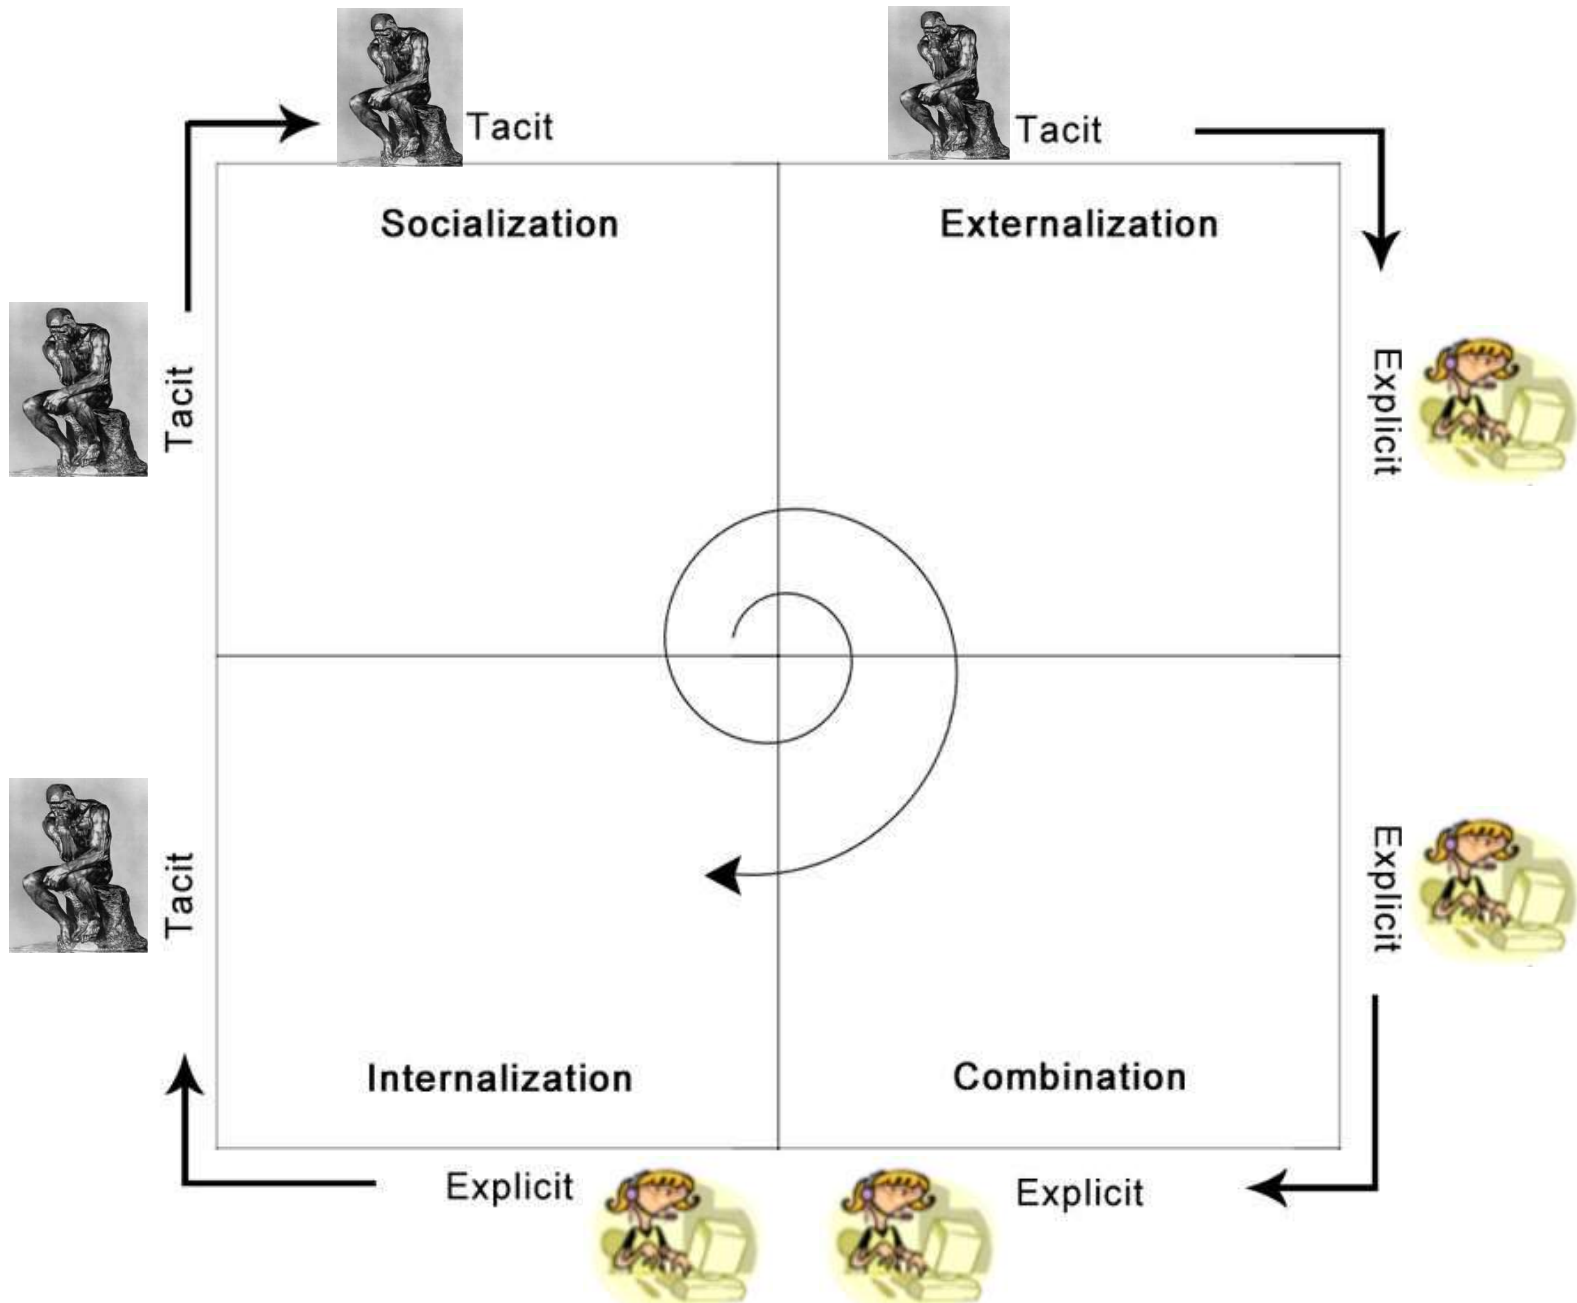 Tacit
Tacit
Socialization
Externalization
Tacit
Explicit
Tacit
Explicit
Internalization
Combination
Explicit
Explicit